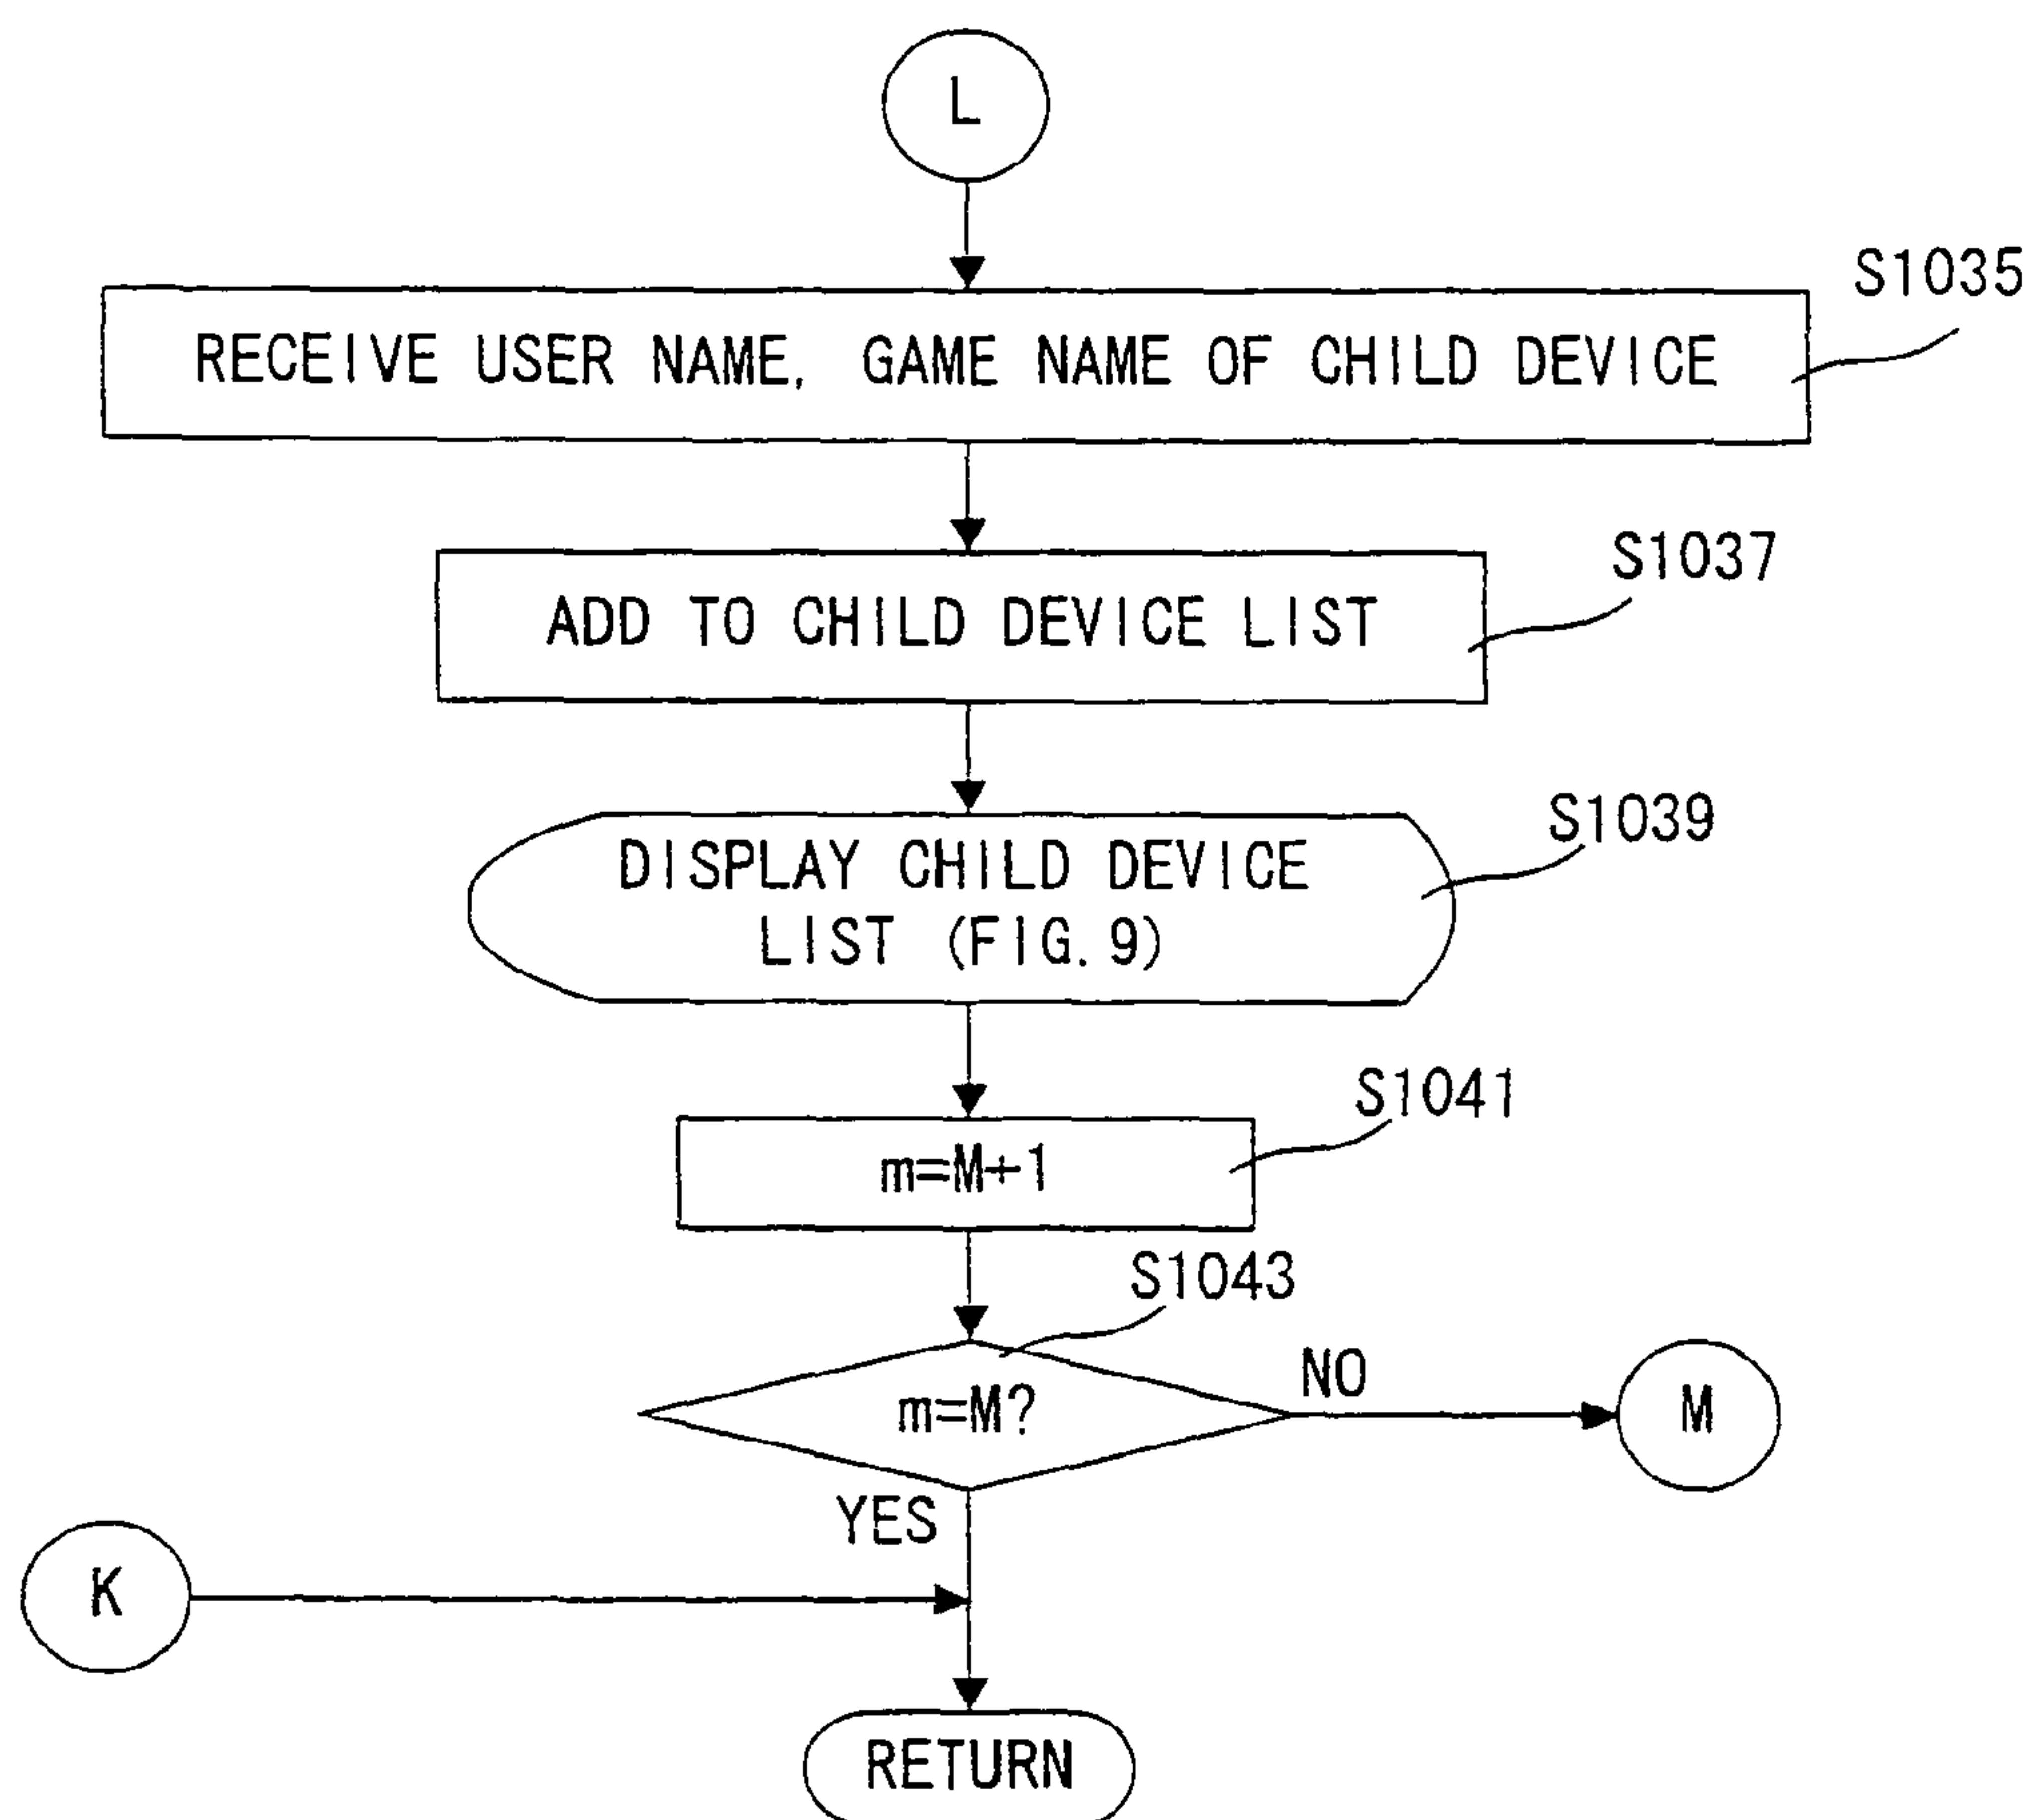 L
S1035
RECEIVE USER NAME, GAME NAME OF CHILD DEVICE
S1037
ADD TO CHILD DEVICE LIST
S1039
DISPLAY CHILD DEVICE
LIST (FIG. 9)
S1041
m=M+1
S1043
m=M?
NO
M
YES
K
RETURN